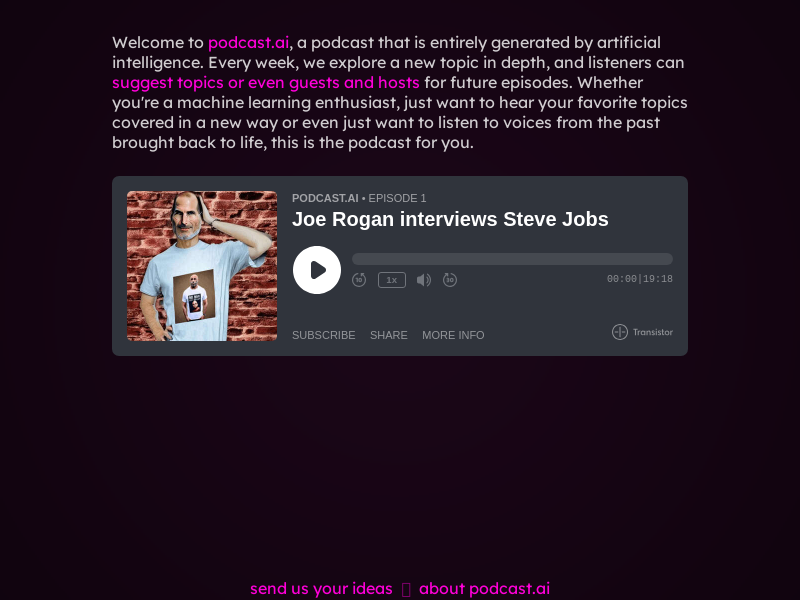 Welcome to podcast.ai, a podcast that is entirely generated by artificial
intelligence. Every week, we explore a new topic in depth, and listeners can
suggest topics or even guests and hosts for future episodes. Whether
you're a machine learning enthusiast, just want to hear your favorite topics
covered in a new way or even just want to listen to voices from the past
brought back to life, this is the podcast for you.
PODCAST.AI • EPISODE 1
Joe Rogan interviews Steve Jobs
10 1x 30 00:00|19:18
SUBSCRIBE SHARE MORE INFO Transistor
send us your ideas about podcast.ai